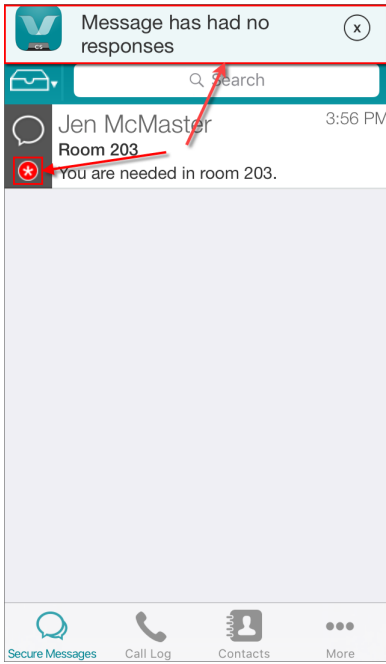 Message has had no
responses
x
CS
Search
Jen McMaster
3:56 PM
Room 203
You are needed in room 203.
Secure Messages
Call Log
Contacts
More